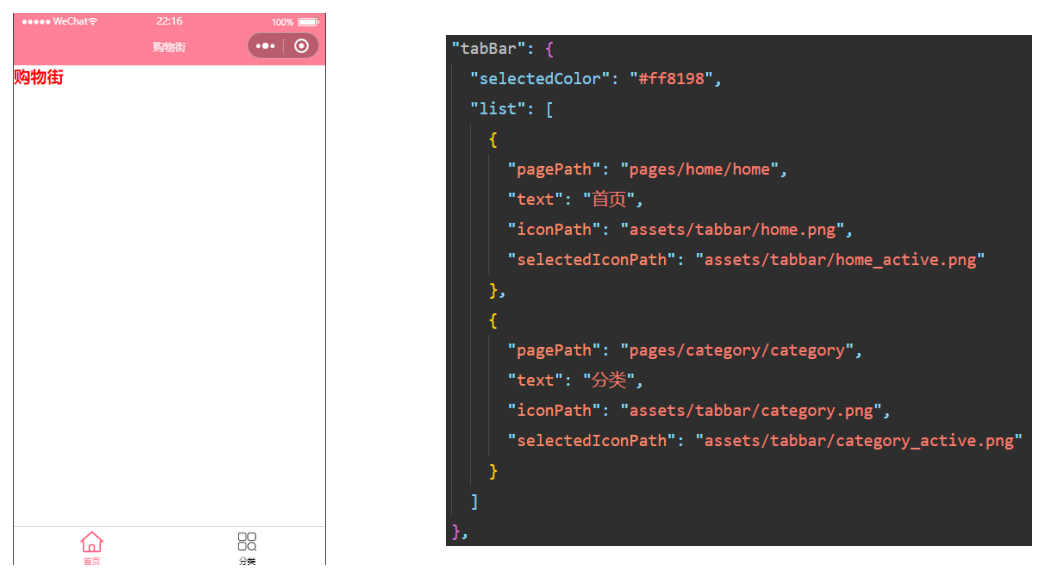 WeChat 22:16 100%
购物街
购物街
首页 分类
"tabBar": {
"selectedColor": "#ff8198",
"list": [
{
"pagePath": "pages/home/home",
"text": "首页",
"iconPath": "assets/tabbar/home.png",
"selectedIconPath": "assets/tabbar/home_active.png"
},
{
"pagePath": "pages/category/category",
"text": "分类",
"iconPath": "assets/tabbar/category.png",
"selectedIconPath": "assets/tabbar/category_active.png"
}
]
},